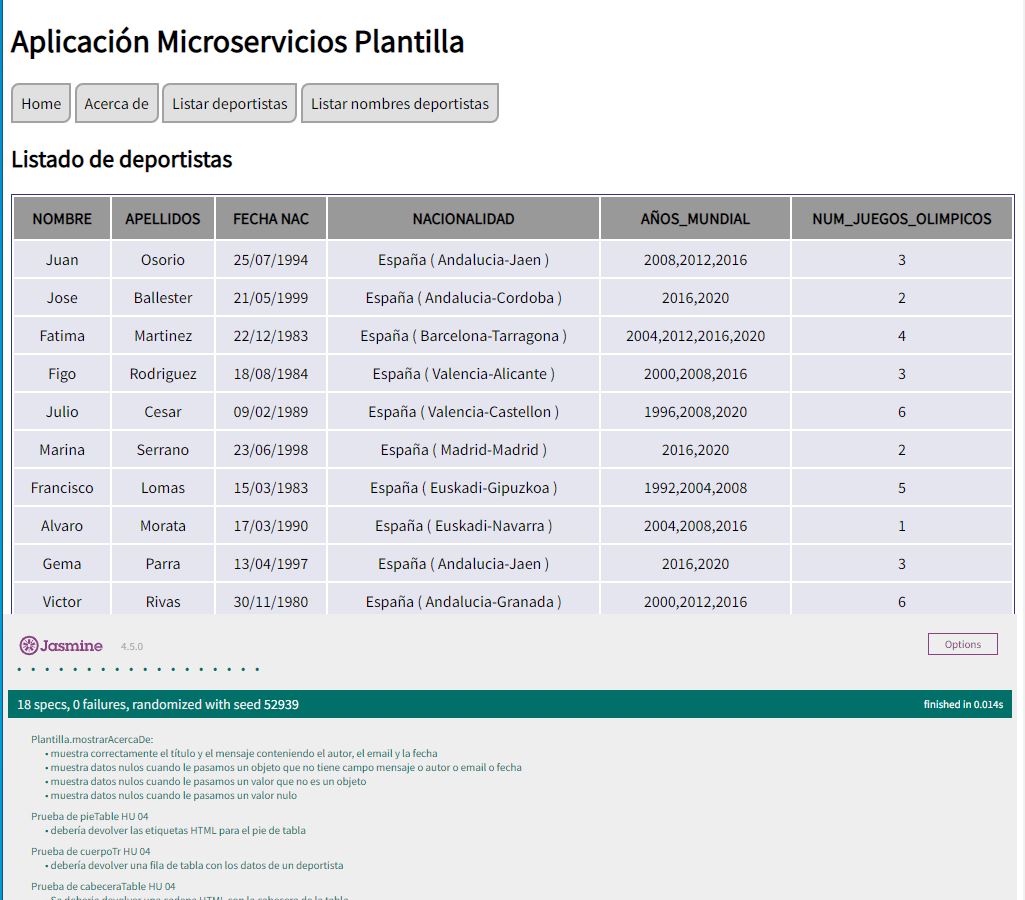 Aplicación Microservicios Plantilla
Home Acerca de Listar deportistas Listar nombres deportistas
Listado de deportistas
NOMBRE APELLIDOS FECHA NAC NACIONALIDAD AÑOS_MUNDIAL NUM_JUEGOS_OLIMPICOS
Juan Osorio 25/07/1994 España ( Andalucia-Jaen ) 2008,2012,2016 3
Jose Ballester 21/05/1999 España ( Andalucia-Cordoba ) 2016,2020 2
Fatima Martinez 22/12/1983 España ( Barcelona-Tarragona ) 2004,2012,2016,2020 4
Figo Rodriguez 18/08/1984 España ( Valencia-Alicante ) 2000,2008,2016 3
Julio Cesar 09/02/1989 España ( Valencia-Castellon ) 1996,2008,2020 6
Marina Serrano 23/06/1998 España ( Madrid-Madrid ) 2016,2020 2
Francisco Lomas 15/03/1983 España ( Euskadi-Gipuzkoa ) 1992,2004,2008 5
Alvaro Morata 17/03/1990 España ( Euskadi-Navarra ) 2004,2008,2016 1
Gema Parra 13/04/1997 España ( Andalucia-Jaen ) 2016,2020 3
Victor Rivas 30/11/1980 España ( Andalucia-Granada ) 2000,2012,2016 6
Jasmine 4.5.0 Options
18 specs, 0 failures, randomized with seed 52939 finished in 0.014s
Plantilla.mostrarAcercaDe:
• muestra correctamente el título y el mensaje conteniendo el autor, el email y la fecha
• muestra datos nulos cuando le pasamos un objeto que no tiene campo mensaje o autor o email o fecha
• muestra datos nulos cuando le pasamos un valor que no es un objeto
• muestra datos nulos cuando le pasamos un valor nulo
Prueba de pieTable HU 04
• debería devolver las etiquetas HTML para el pie de tabla
Prueba de cuerpoTr HU 04
• debería devolver una fila de tabla con los datos de un deportista
Prueba de cabeceraTable HU 04
• Se debería devolver una cadena HTML con la cabecera de la tabla